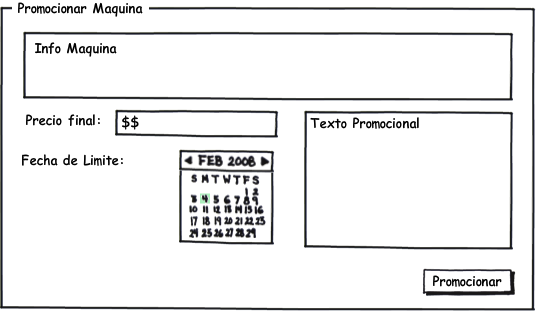 Promocionar Maquina
Info Maquina
Precio final: $$
Texto Promocional
Fecha de Limite:
◄ FEB 2008 ►
S M T W T F S
1 2
3 4 5 6 7 8 9
10 11 12 13 14 15 16
17 18 19 20 21 22 23
24 25 26 27 28 29
Promocionar